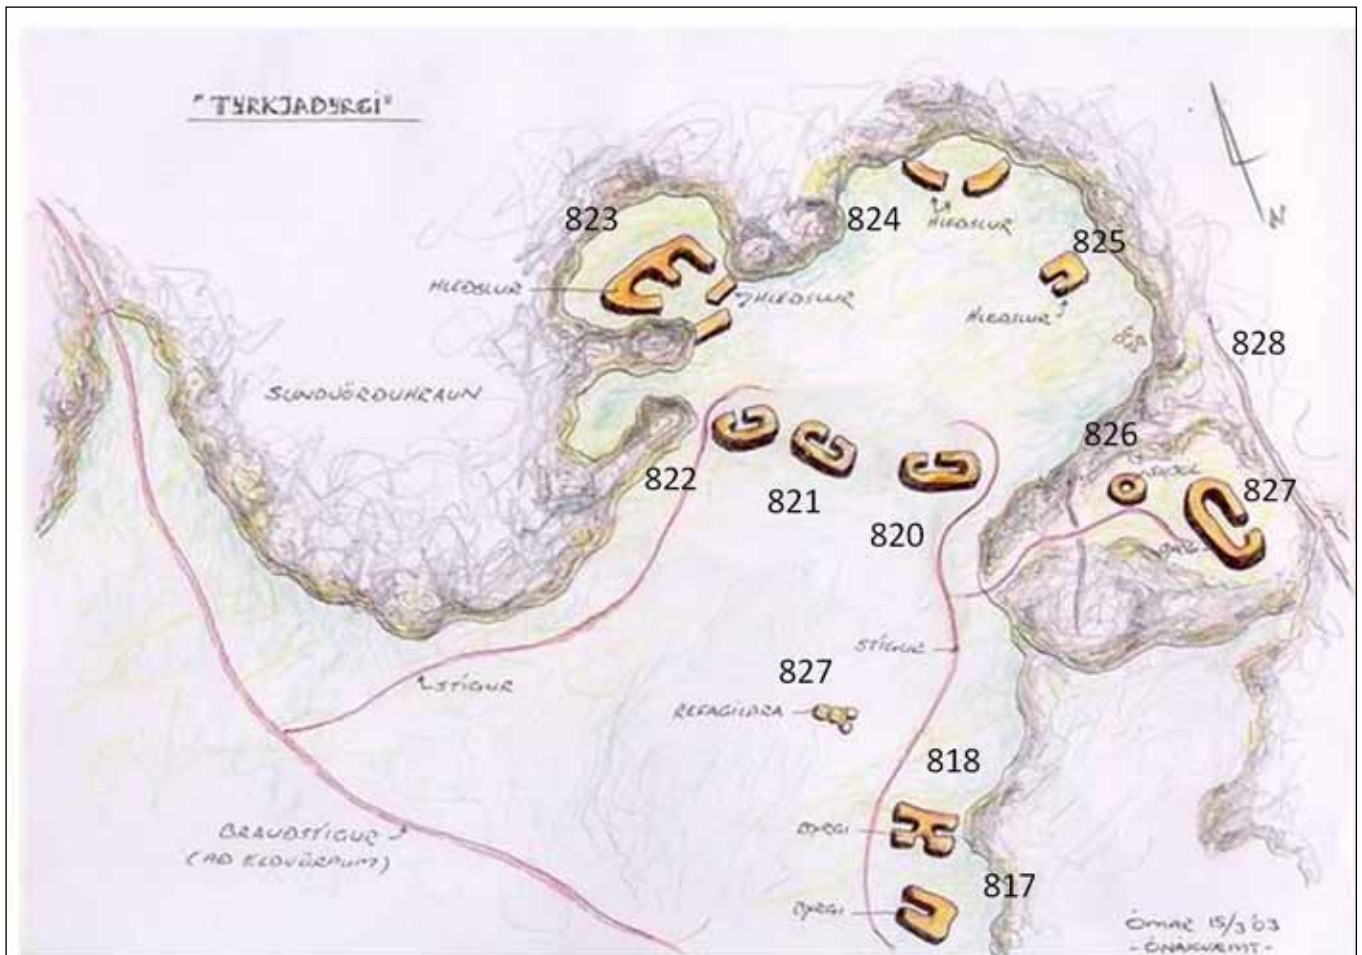 "TYRKJABYRGI"
823
824
HLEÐSLUR
825
HLEÐSLUR
HLEÐSLUR
HLEÐSLUR
N
828
SUNDVÖRÐUHRAUN
826
822
821
827
820
BYRGI
STÍGUR
827
STÍGUR
REFAGILDRA
818
BRAUÐSTÍGUR
(AÐ ELDVÖRPUM)
BYRGI
817
BYRGI
ÓMAR 15/3 '03
- ÓNÁKVÆMT -